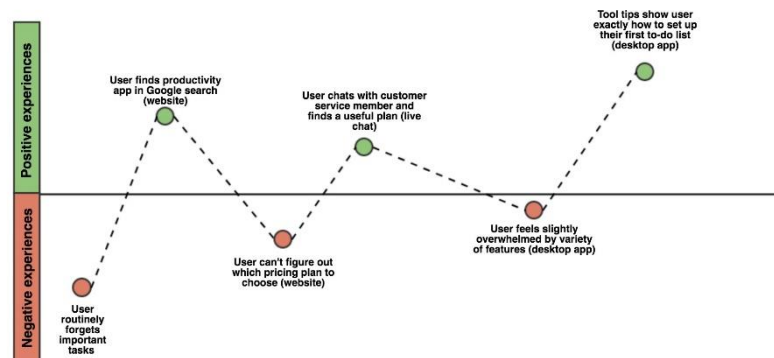 Positive experiences
Negative experiences
User
routinely
forgets
important
tasks
User finds productivity
app in Google search
(website)
User can't figure out
which pricing plan to
choose (website)
User chats with customer
service member and
finds a useful plan (live
chat)
User feels slightly
overwhelmed by variety
of features (desktop app)
Tool tips show user
exactly how to set up
their first to-do list
(desktop app)